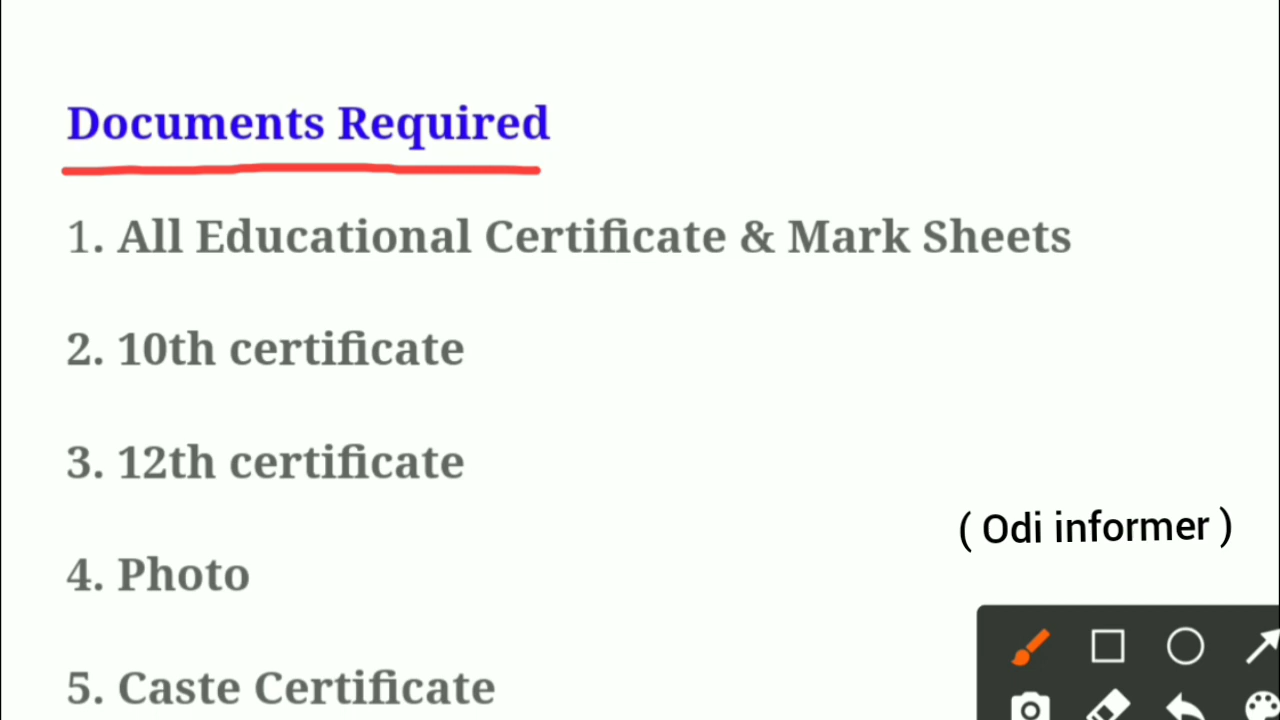 Documents Required
1. All Educational Certificate & Mark Sheets
2. 10th certificate
3. 12th certificate
( Odi informer )
4. Photo
5. Caste Certificate